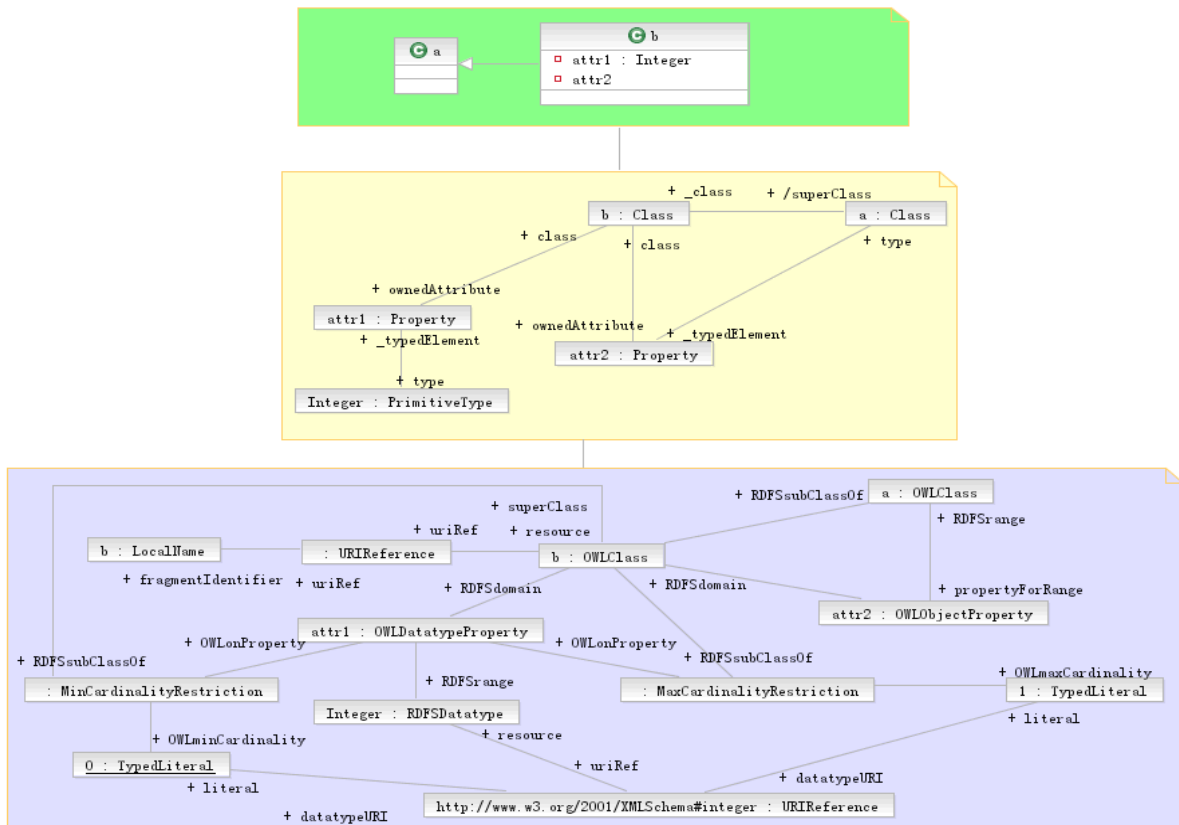 C a
C b
attr1 : Integer
attr2
+ _class
+ /superClass
b : Class
a : Class
+ class
+ class
+ type
+ ownedAttribute
attr1 : Property
+ ownedAttribute
+ _typedElement
+ _typedElement
attr2 : Property
+ type
Integer : PrimitiveType
+ RDFSsubClassOf
a : OWLClass
+ superClass
+ RDFSrange
+ uriRef
+ resource
b : LocalName
: URIReference
b : OWLClass
+ fragmentIdentifier
+ uriRef
+ RDFSdomain
+ RDFSdomain
+ propertyForRange
attr2 : OWLObjectProperty
attr1 : OWLDatatypeProperty
+ OWLonProperty
+ OWLonProperty
+ RDFSsubClassOf
+ RDFSsubClassOf
+ OWLmaxCardinality
: MinCardinalityRestriction
+ RDFSrange
: MaxCardinalityRestriction
1 : TypedLiteral
Integer : RDFSDatatype
+ literal
+ OWLminCardinality
+ resource
0 : TypedLiteral
+ uriRef
+ datatypeURI
+ literal
http://www.w3.org/2001/XMLSchema#integer : URIReference
+ datatypeURI